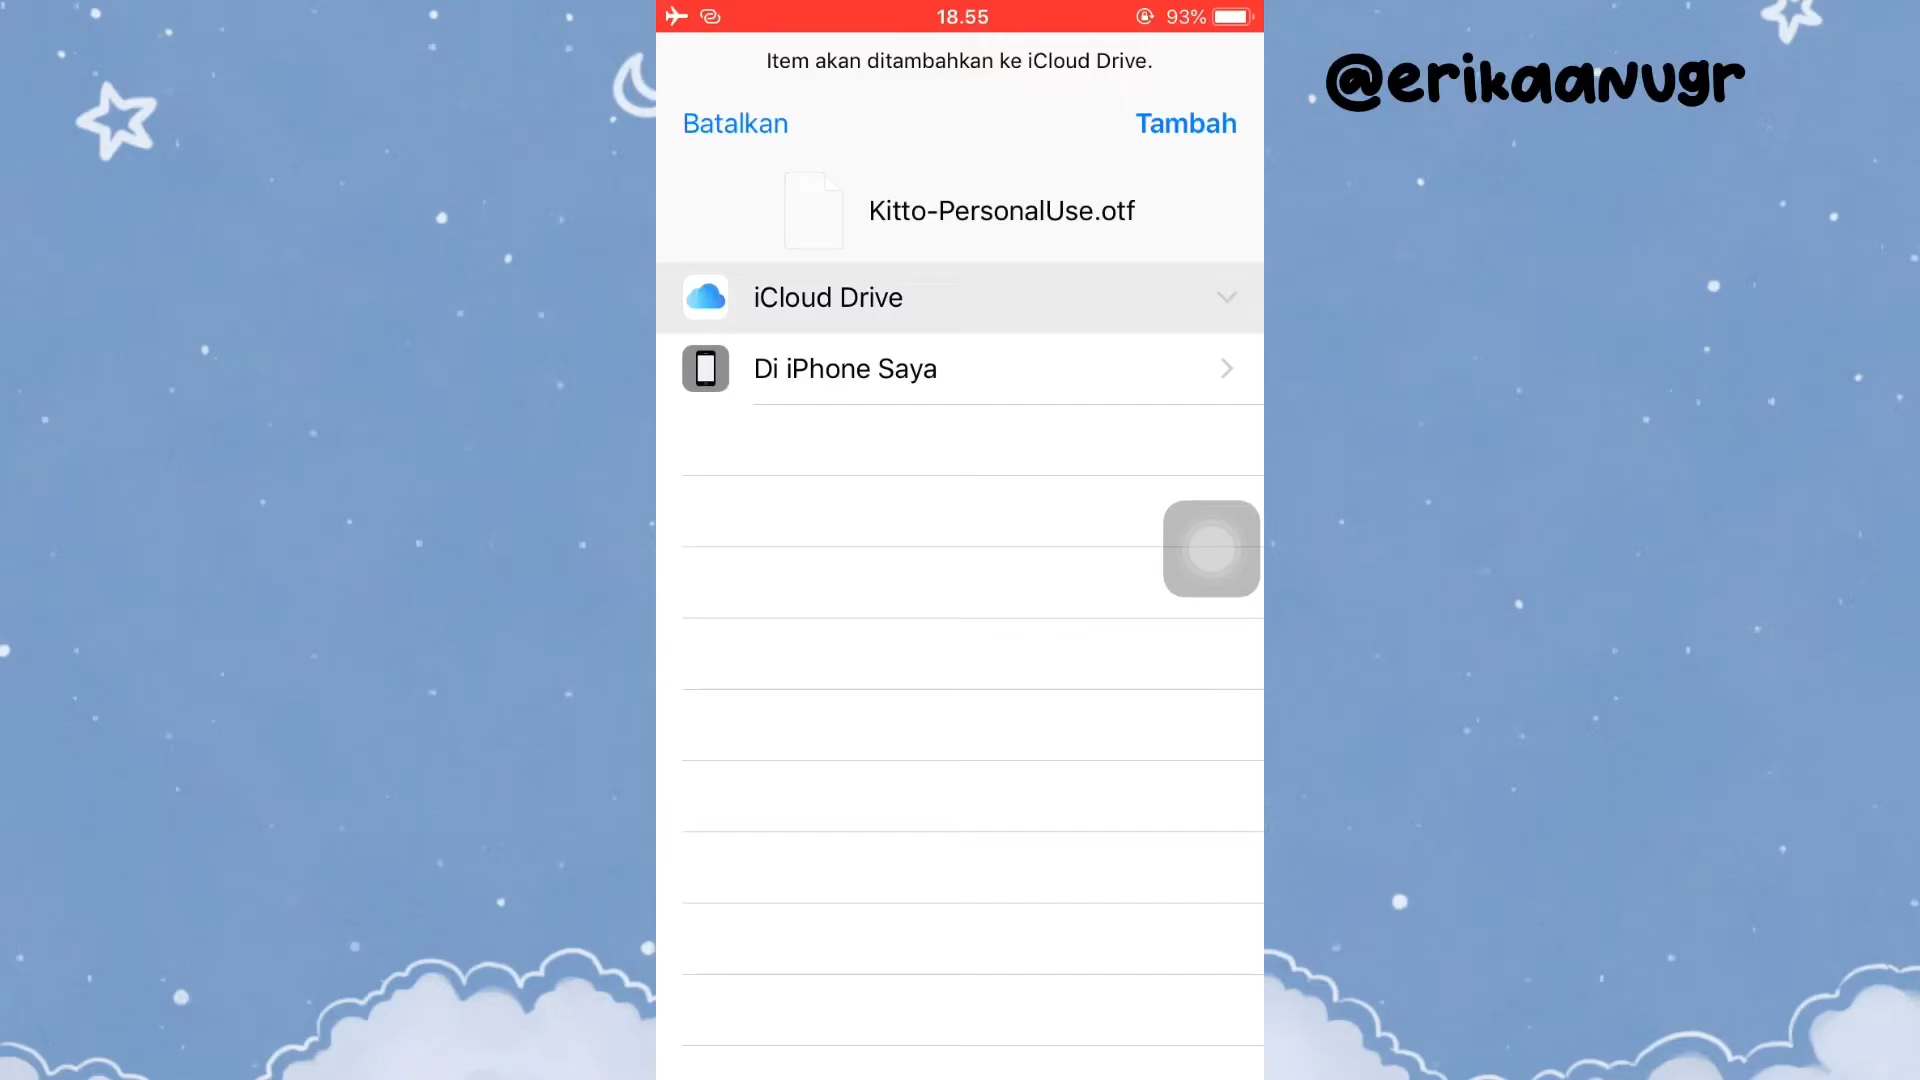 18.55
93%
@erikaanugr
Item akan ditambahkan ke iCloud Drive.
Batalkan
Tambah
Kitto-PersonalUse.otf
iCloud Drive
Di iPhone Saya